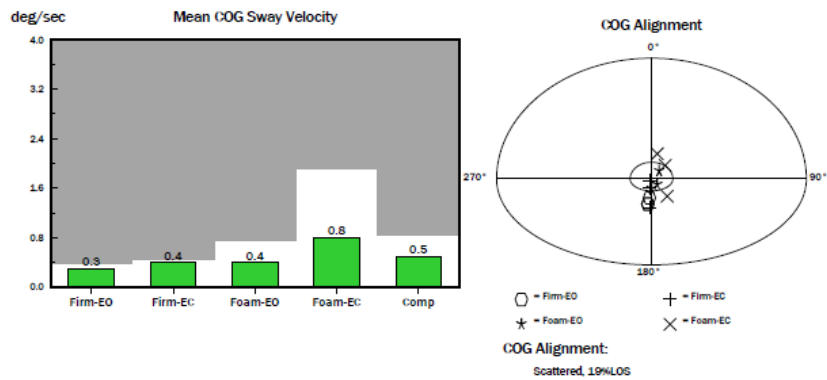 deg/sec
Mean COG Sway Velocity
4.0
3.2
2.4
1.6
0.8
0.0
0.3
0.4
0.4
0.8
0.5
Firm-EO
Firm-EC
Foam-EO
Foam-EC
Comp
COG Alignment
0°
270°
90°
180°
= Firm-EO
= Firm-EC
= Foam-EO
= Foam-EC
COG Alignment:
Scattered, 19%LOS